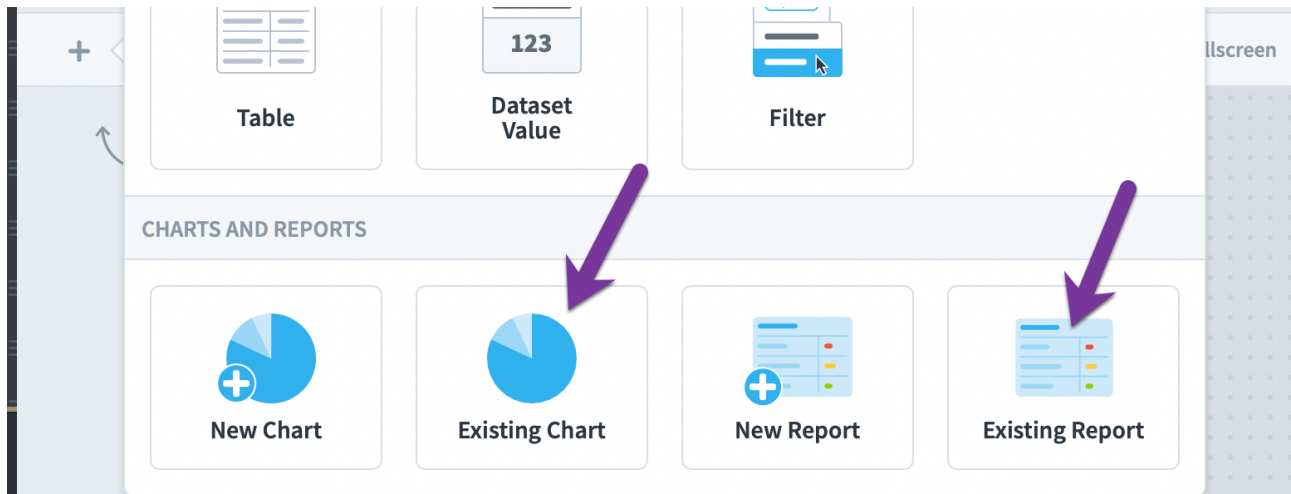 123
llscreen
Table
Dataset
Value
Filter
CHARTS AND REPORTS
New Chart
Existing Chart
New Report
Existing Report